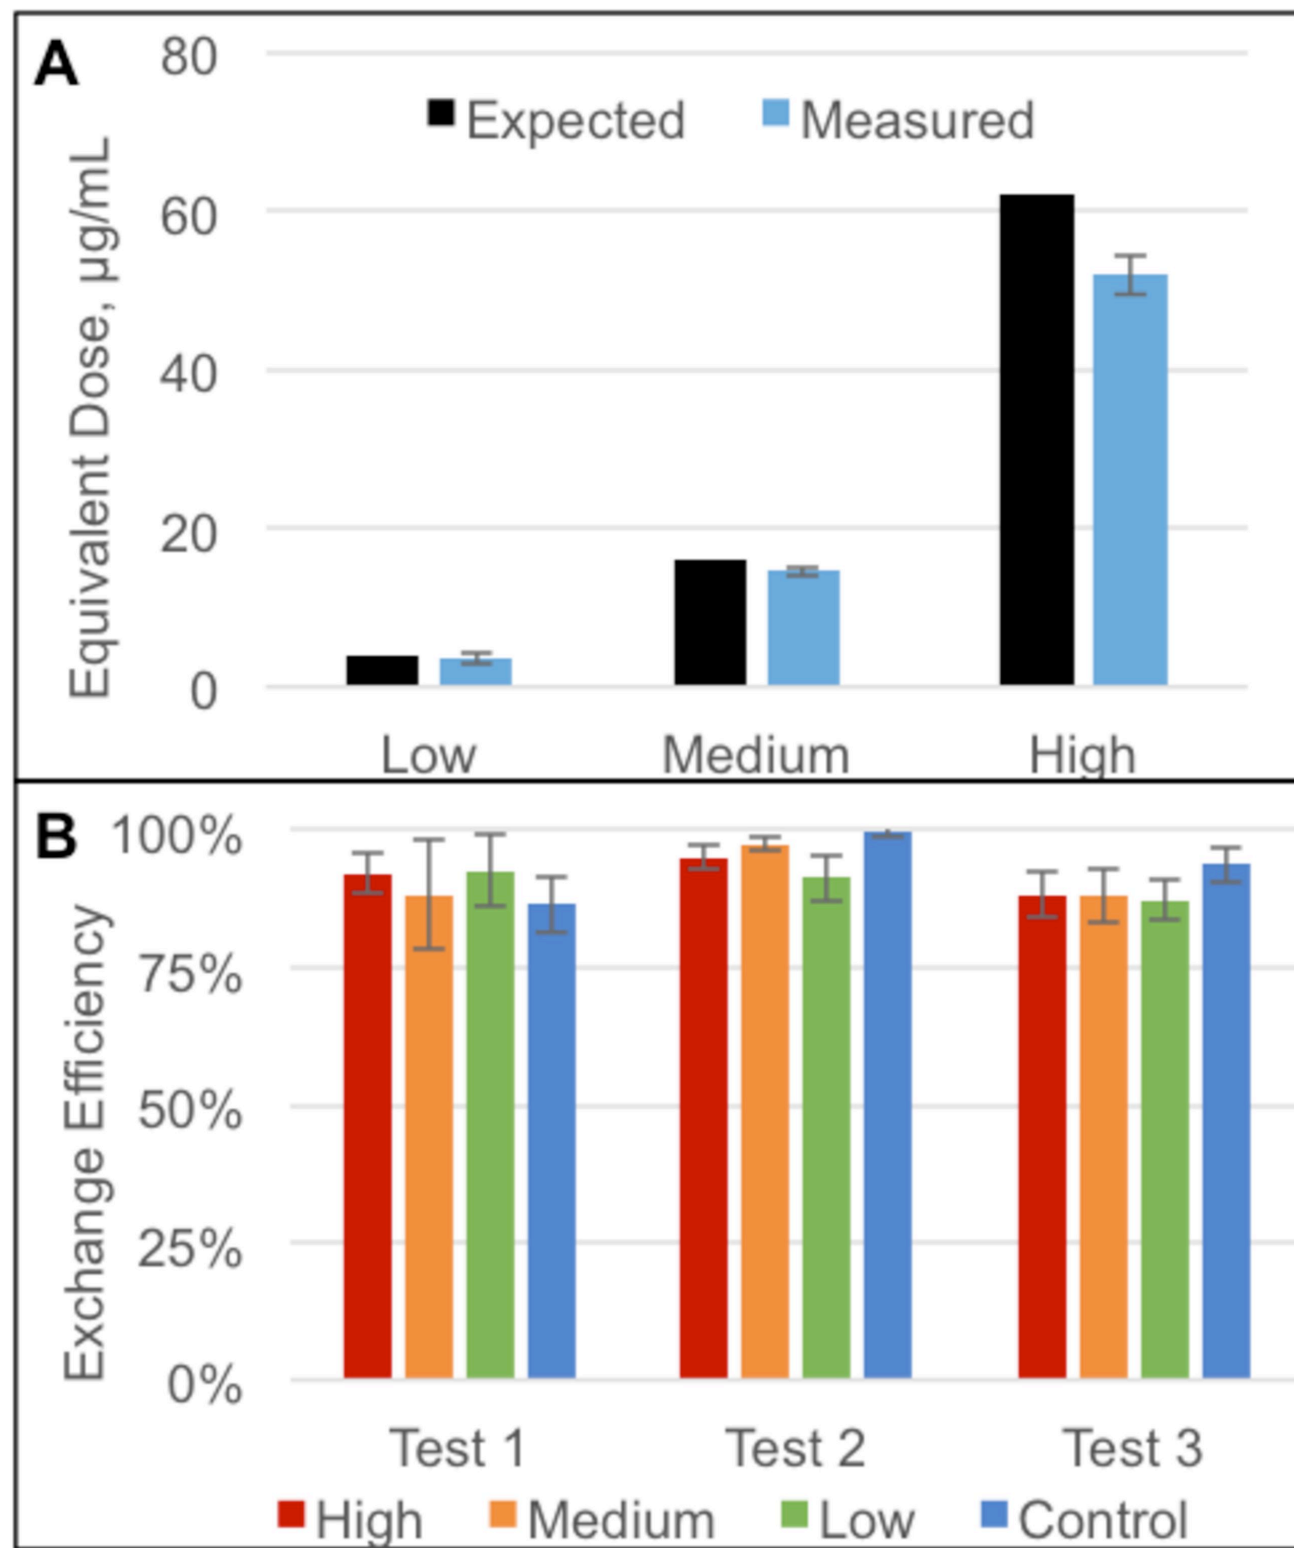 A
80
Expected Measured
60
40
20
0
Equivalent Dose, µg/mL
Low Medium High
B
100%
75%
50%
25%
0%
Exchange Efficiency
Test 1 Test 2 Test 3
High Medium Low Control